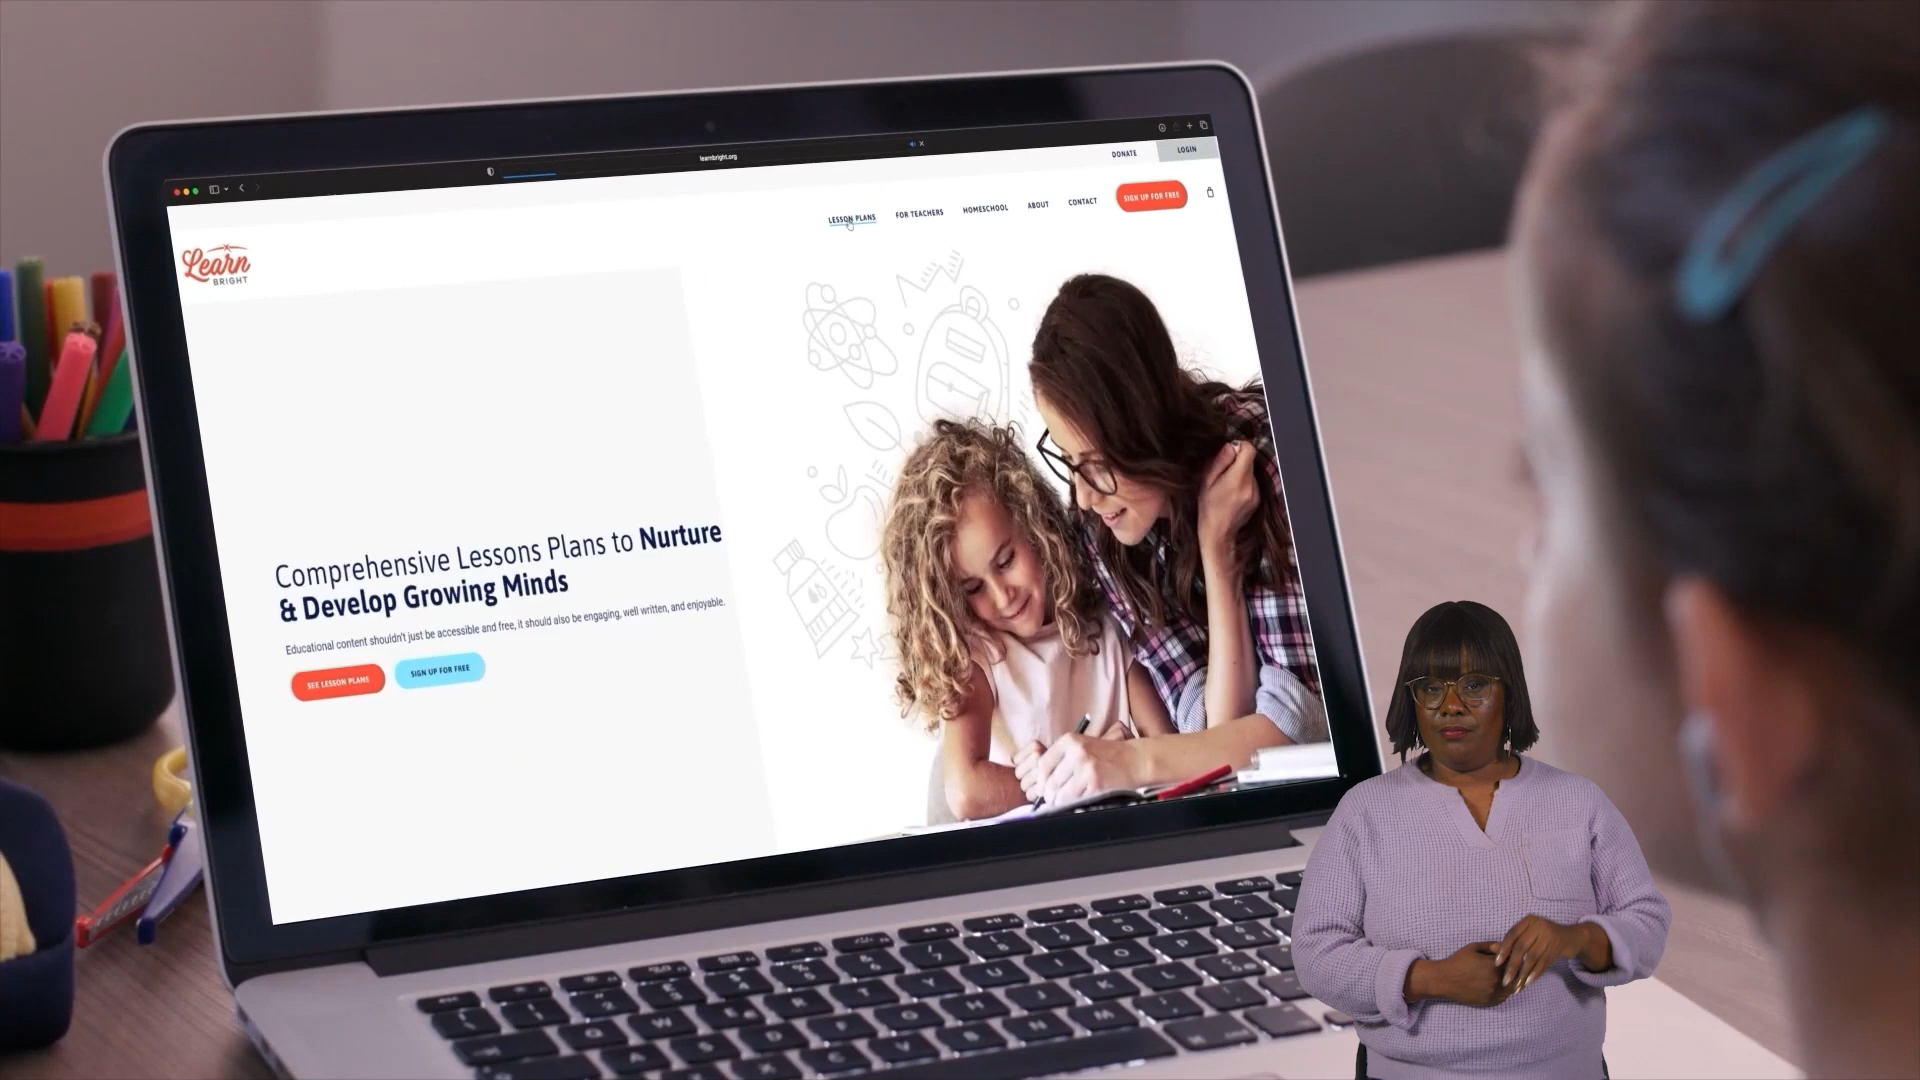 learnbright.org
DONATE
LOGIN
LESSON PLANS
FOR TEACHERS
HOMESCHOOL
ABOUT
CONTACT
SIGN UP FOR FREE
Learn
BRIGHT
Comprehensive Lessons Plans to Nurture
& Develop Growing Minds
Educational content shouldn't just be accessible and free, it should also be engaging, well written, and enjoyable.
SEE LESSON PLANS
SIGN UP FOR FREE
Q W E R T Y U I O P
A S D F G H J K L
C V B N M